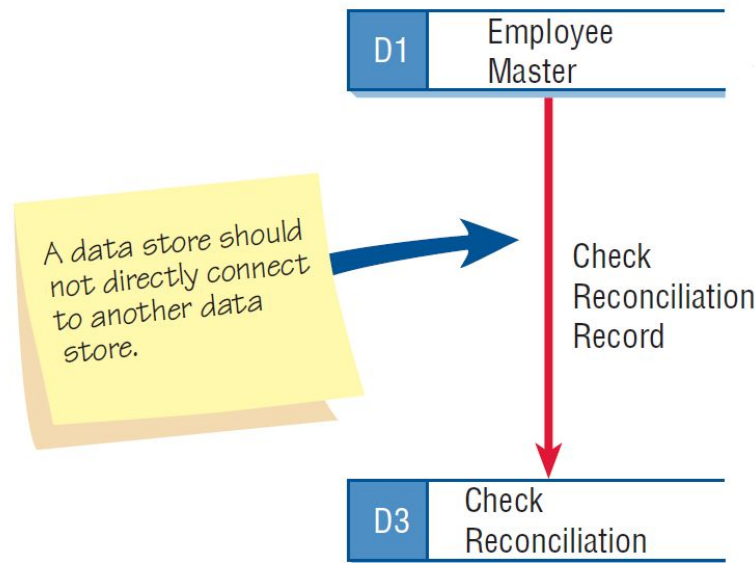 D1
Employee
Master
A data store should
not directly connect
to another data
store.
Check
Reconciliation
Record
D3
Check
Reconciliation